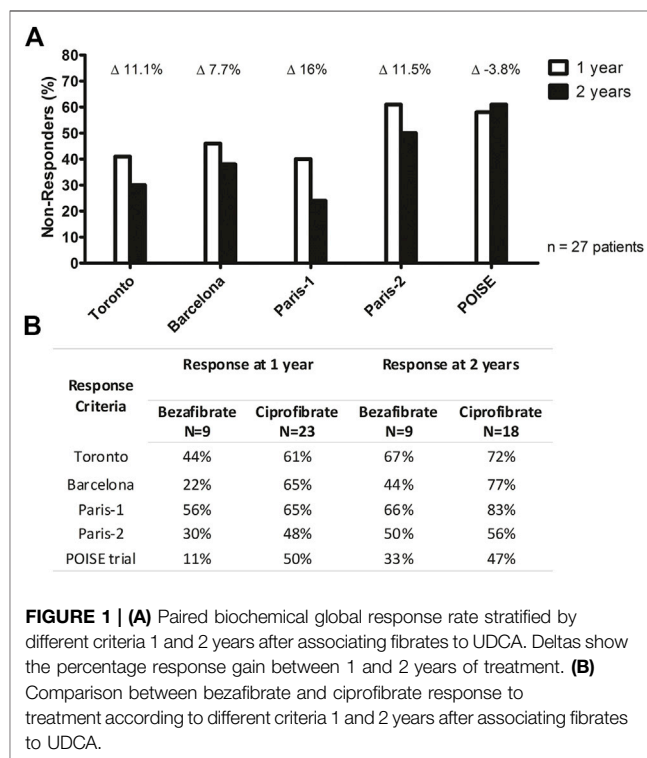 A
80
70
60
50
40
30
20
10
0
Non-Responders (%)
Δ 11.1%
Δ 7.7%
Δ 16%
Δ 11.5%
Δ -3.8%
1 year
2 years
n = 27 patients
Toronto
Barcelona
Paris-1
Paris-2
POISE
B
Response Criteria
Response at 1 year
Response at 2 years
Bezafibrate N=9
Ciprofibrate N=23
Bezafibrate N=9
Ciprofibrate N=18
Toronto 44% 61% 67% 72%
Barcelona 22% 65% 44% 77%
Paris-1 56% 65% 66% 83%
Paris-2 30% 48% 50% 56%
POISE trial 11% 50% 33% 47%
FIGURE 1 | (A) Paired biochemical global response rate stratified by
different criteria 1 and 2 years after associating fibrates to UDCA. Deltas show
the percentage response gain between 1 and 2 years of treatment. (B)
Comparison between bezafibrate and ciprofibrate response to
treatment according to different criteria 1 and 2 years after associating fibrates
to UDCA.